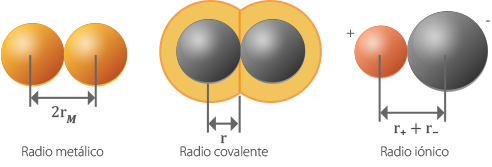 +
-
2r_M
r
r₊ + r₋
Radio metálico
Radio covalente
Radio iónico